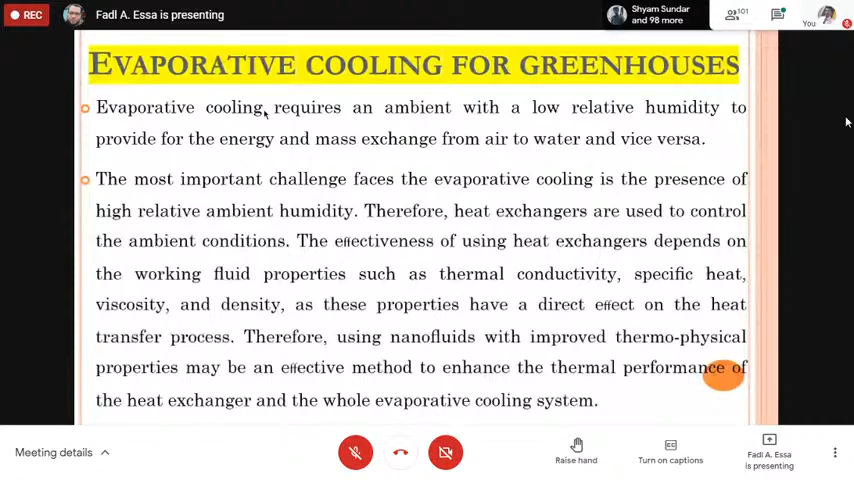 REC
Fadl A. Essa is presenting
Shyam Sundar
and 98 more
101
You
EVAPORATIVE COOLING FOR GREENHOUSES
Evaporative cooling requires an ambient with a low relative humidity to
provide for the energy and mass exchange from air to water and vice versa.
The most important challenge faces the evaporative cooling is the presence of
high relative ambient humidity. Therefore, heat exchangers are used to control
the ambient conditions. The effectiveness of using heat exchangers depends on
the working fluid properties such as thermal conductivity, specific heat,
viscosity, and density, as these properties have a direct effect on the heat
transfer process. Therefore, using nanofluids with improved thermo-physical
properties may be an effective method to enhance the thermal performance of
the heat exchanger and the whole evaporative cooling system.
Meeting details
Raise hand
Turn on captions
Fadl A. Essa
is presenting